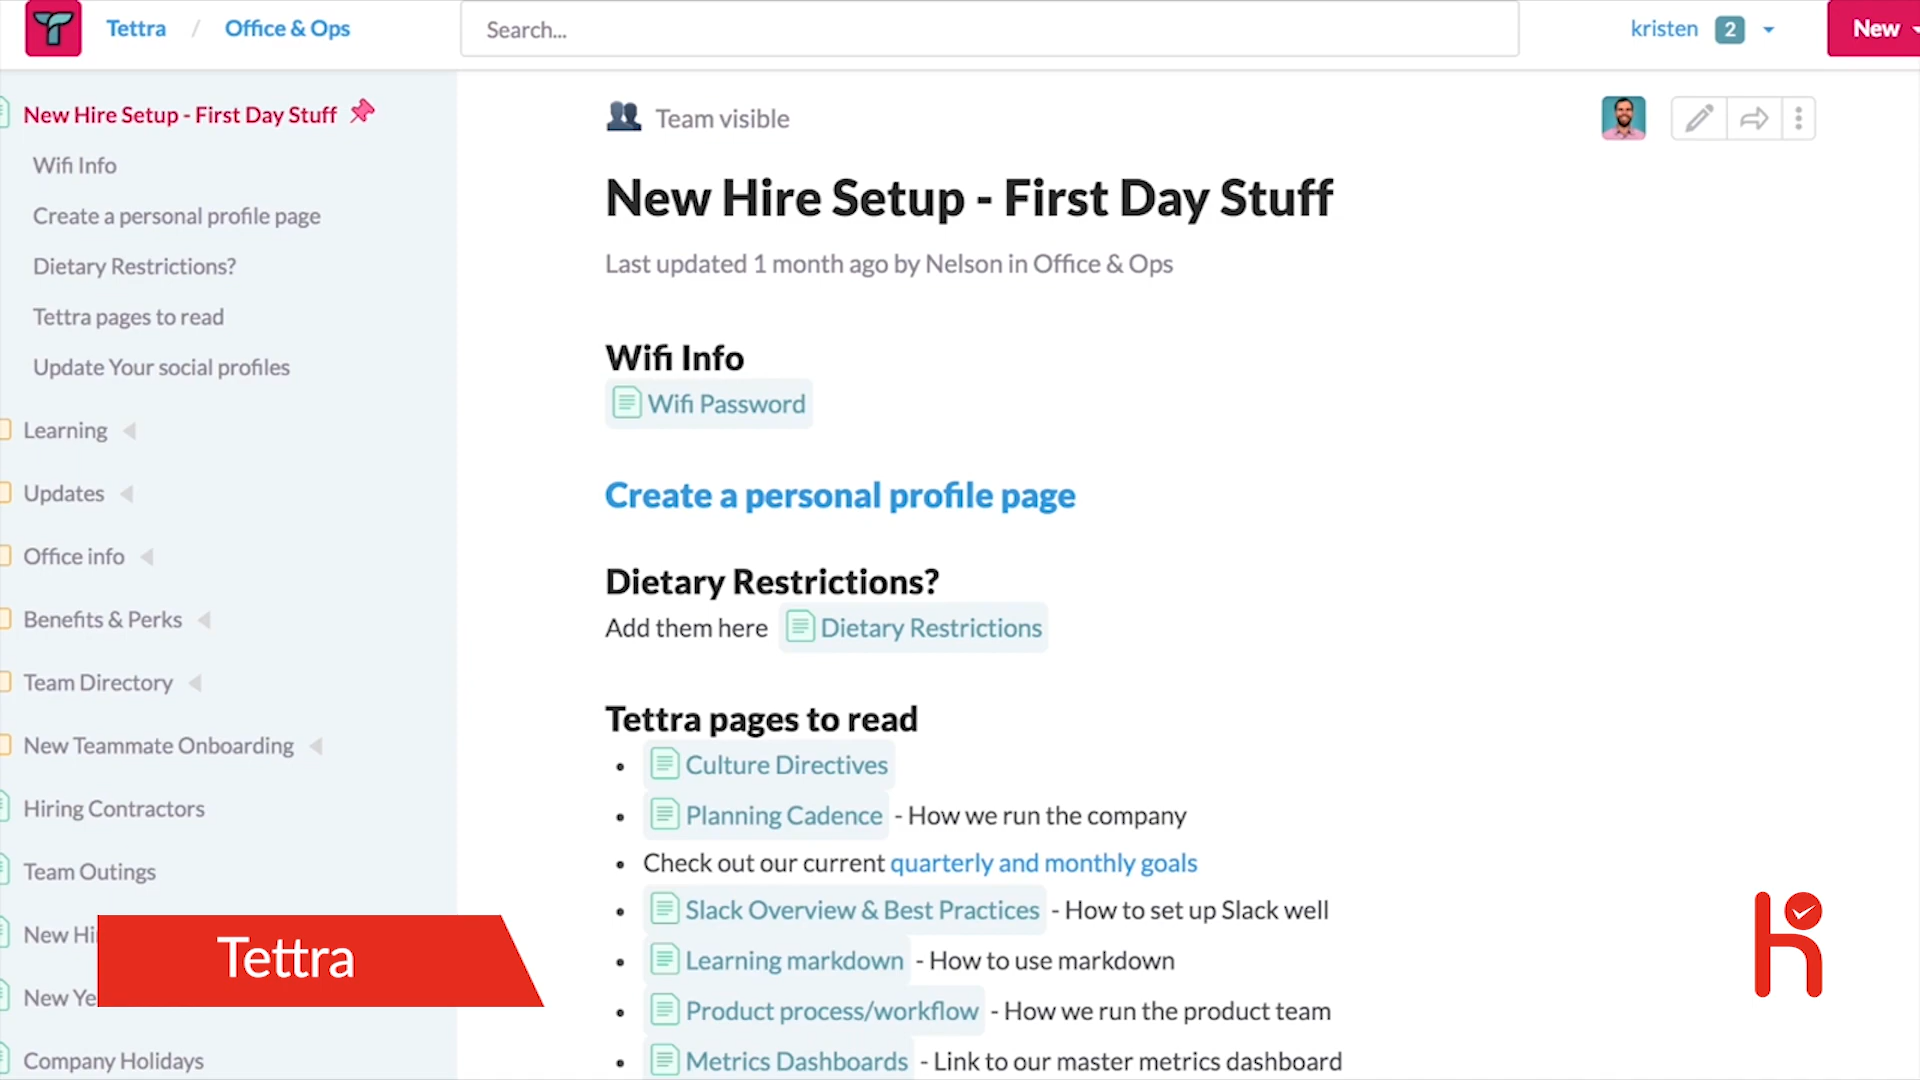 Tettra / Office & Ops
Search...
kristen 2
New
New Hire Setup - First Day Stuff
Wifi Info
Create a personal profile page
Dietary Restrictions?
Tettra pages to read
Update Your social profiles
Learning
Updates
Office info
Benefits & Perks
Team Directory
New Teammate Onboarding
Hiring Contractors
Team Outings
New Hi
New Ye
Company Holidays
Team visible
New Hire Setup - First Day Stuff
Last updated 1 month ago by Nelson in Office & Ops
Wifi Info
Wifi Password
Create a personal profile page
Dietary Restrictions?
Add them here Dietary Restrictions
Tettra pages to read
• Culture Directives
• Planning Cadence - How we run the company
• Check out our current quarterly and monthly goals
• Slack Overview & Best Practices - How to set up Slack well
• Learning markdown - How to use markdown
• Product process/workflow - How we run the product team
• Metrics Dashboards - Link to our master metrics dashboard
Tettra